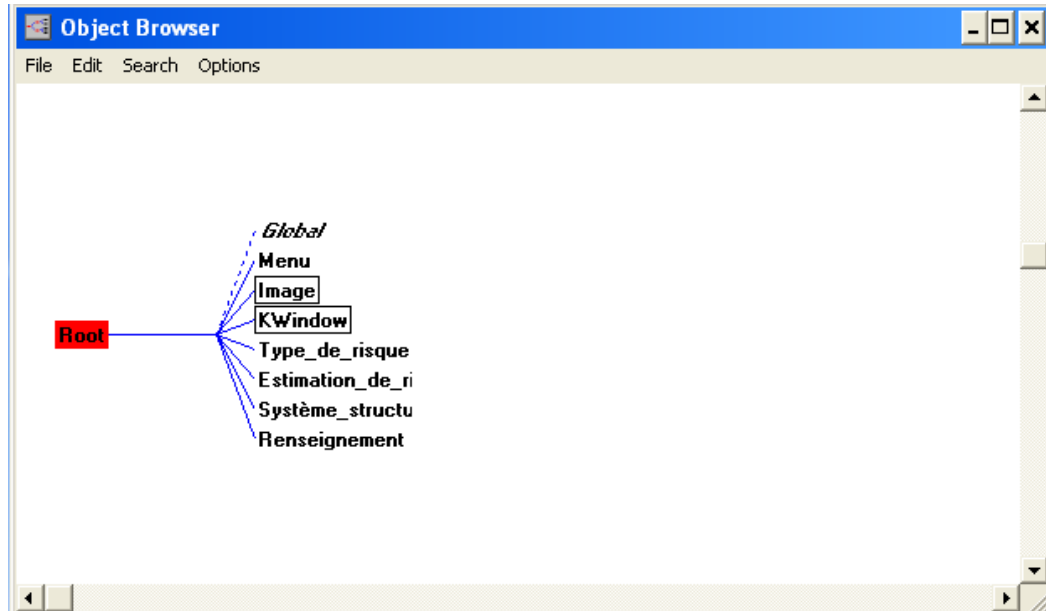 Object Browser
File Edit Search Options
Global
Menu
Image
KWindow
Root
Type_de_risque
Estimation_de_ri
Système_structu
Renseignement